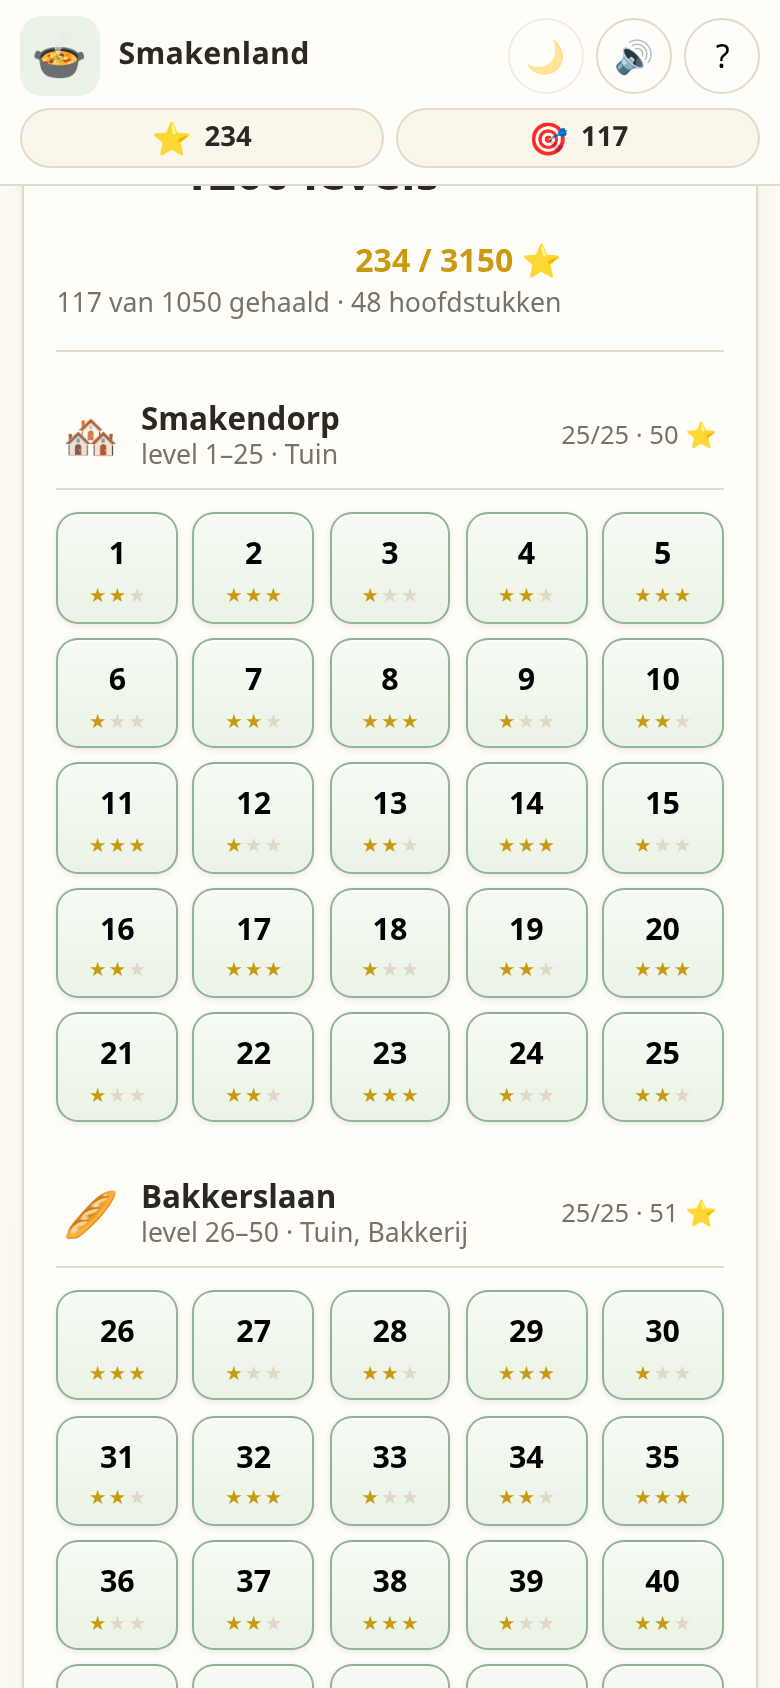 Smakenland
?
234
117
234 / 3150
117 van 1050 gehaald · 48 hoofdstukken
Smakendorp
level 1–25 · Tuin
25/25 · 50
1 2 3 4 5
6 7 8 9 10
11 12 13 14 15
16 17 18 19 20
21 22 23 24 25
Bakkerslaan
level 26–50 · Tuin, Bakkerij
25/25 · 51
26 27 28 29 30
31 32 33 34 35
36 37 38 39 40